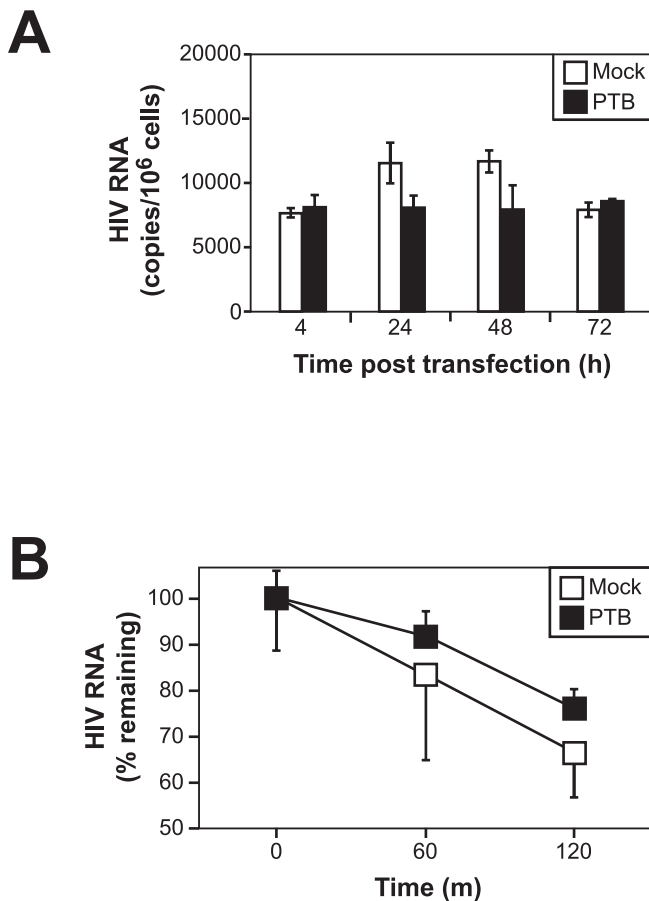 A
20000
15000
10000
5000
0
HIV RNA
(copies/10⁶ cells)
Mock
PTB
4 24 48 72
Time post transfection (h)
B
100
90
80
70
60
50
HIV RNA
(% remaining)
Mock
PTB
0 60 120
Time (m)